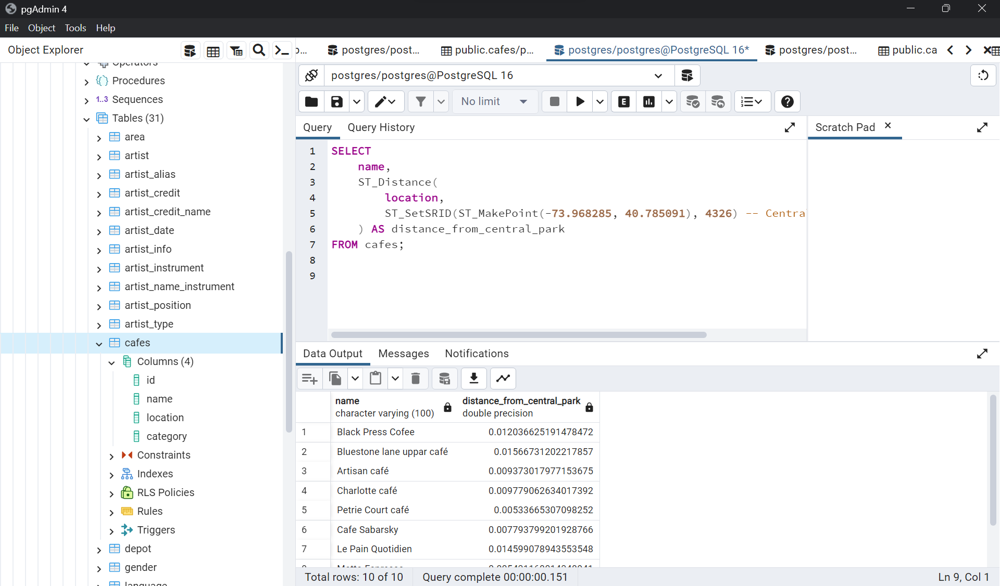 pgAdmin 4
File Object Tools Help
Object Explorer
postgres/post...
public.cafes/p...
postgres/postgres@PostgreSQL 16*
postgres/post...
public.ca
Operators
Procedures
1..3 Sequences
Tables (31)
area
artist
artist_alias
artist_credit
artist_credit_name
artist_date
artist_info
artist_instrument
artist_name_instrument
artist_position
artist_type
cafes
Columns (4)
id
name
location
category
Constraints
Indexes
RLS Policies
Rules
Triggers
depot
gender
language
postgres/postgres@PostgreSQL 16
No limit
E
Query Query History
Scratch Pad
1 SELECT
2 name,
3 ST_Distance(
4 location,
5 ST_SetSRID(ST_MakePoint(-73.968285, 40.785091), 4326) -- Centra
6 ) AS distance_from_central_park
7 FROM cafes;
8
9
Data Output Messages Notifications
name character varying (100) distance_from_central_park double precision
1 Black Press Cofee 0.012036625191478472
2 Bluestone lane uppar café 0.01566731202217857
3 Artisan café 0.009373017977153675
4 Charlotte café 0.009779062634017392
5 Petrie Court café 0.00533665307098252
6 Cafe Sabarsky 0.007793799201928766
7 Le Pain Quotidien 0.014599078943553548
Total rows: 10 of 10 Query complete 00:00:00.151 Ln 9, Col 1